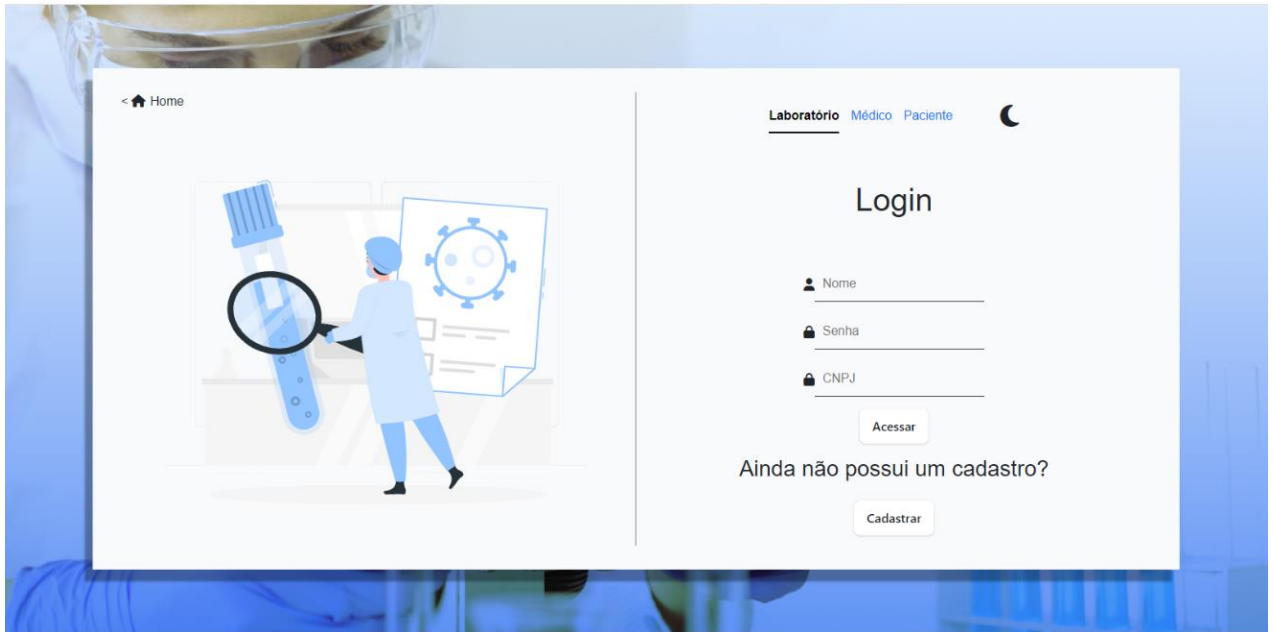 < Home
Laboratório Médico Paciente
Login
Nome
Senha
CNPJ
Acessar
Ainda não possui um cadastro?
Cadastrar